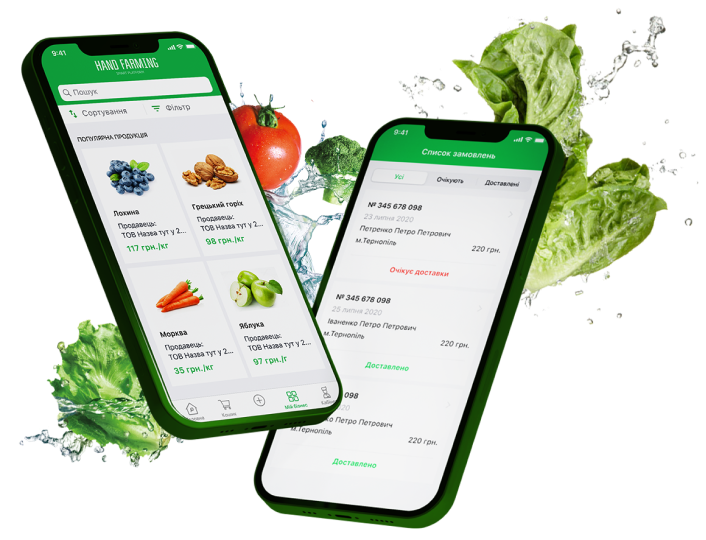 9:41
HAND FARMING
Пошук
Сортування
Фільтр
ПОПУЛЯРНА ПРОДУКЦІЯ
Лохина
Продавець:
ТОВ Назва тут у 2...
117 грн./кг
Грецький горіх
Продавець:
ТОВ Назва тут у 2...
98 грн./кг
Морква
Продавець:
ТОВ Назва тут у 2...
35 грн./кг
Яблука
Продавець:
ТОВ Назва тут у 2...
97 грн./г
Кошик
Мій бізнес
9:41
Список замовлень
Усі
Очікують
Доставлені
№ 345 678 098
23 липня 2020
Петренко Петро Петрович
м.Тернопіль
220 грн.
Очікує доставки
№ 345 678 098
25 липня 2020
Іваненко Петро Петрович
м.Тернопіль
220 грн.
Доставлено
098
Петро Петрович
м.Тернопіль
220 грн.
Доставлено